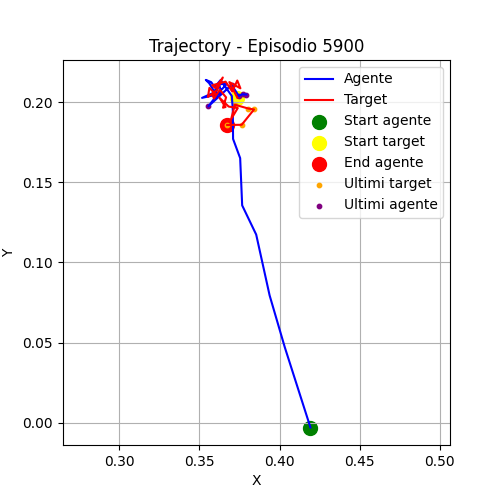 Trajectory - Episodio 5900
Agente
Target
Start agente
Start target
End agente
Ultimi target
Ultimi agente
0.20
0.15
0.10
0.05
0.00
Y
0.30
0.35
0.40
0.45
0.50
X